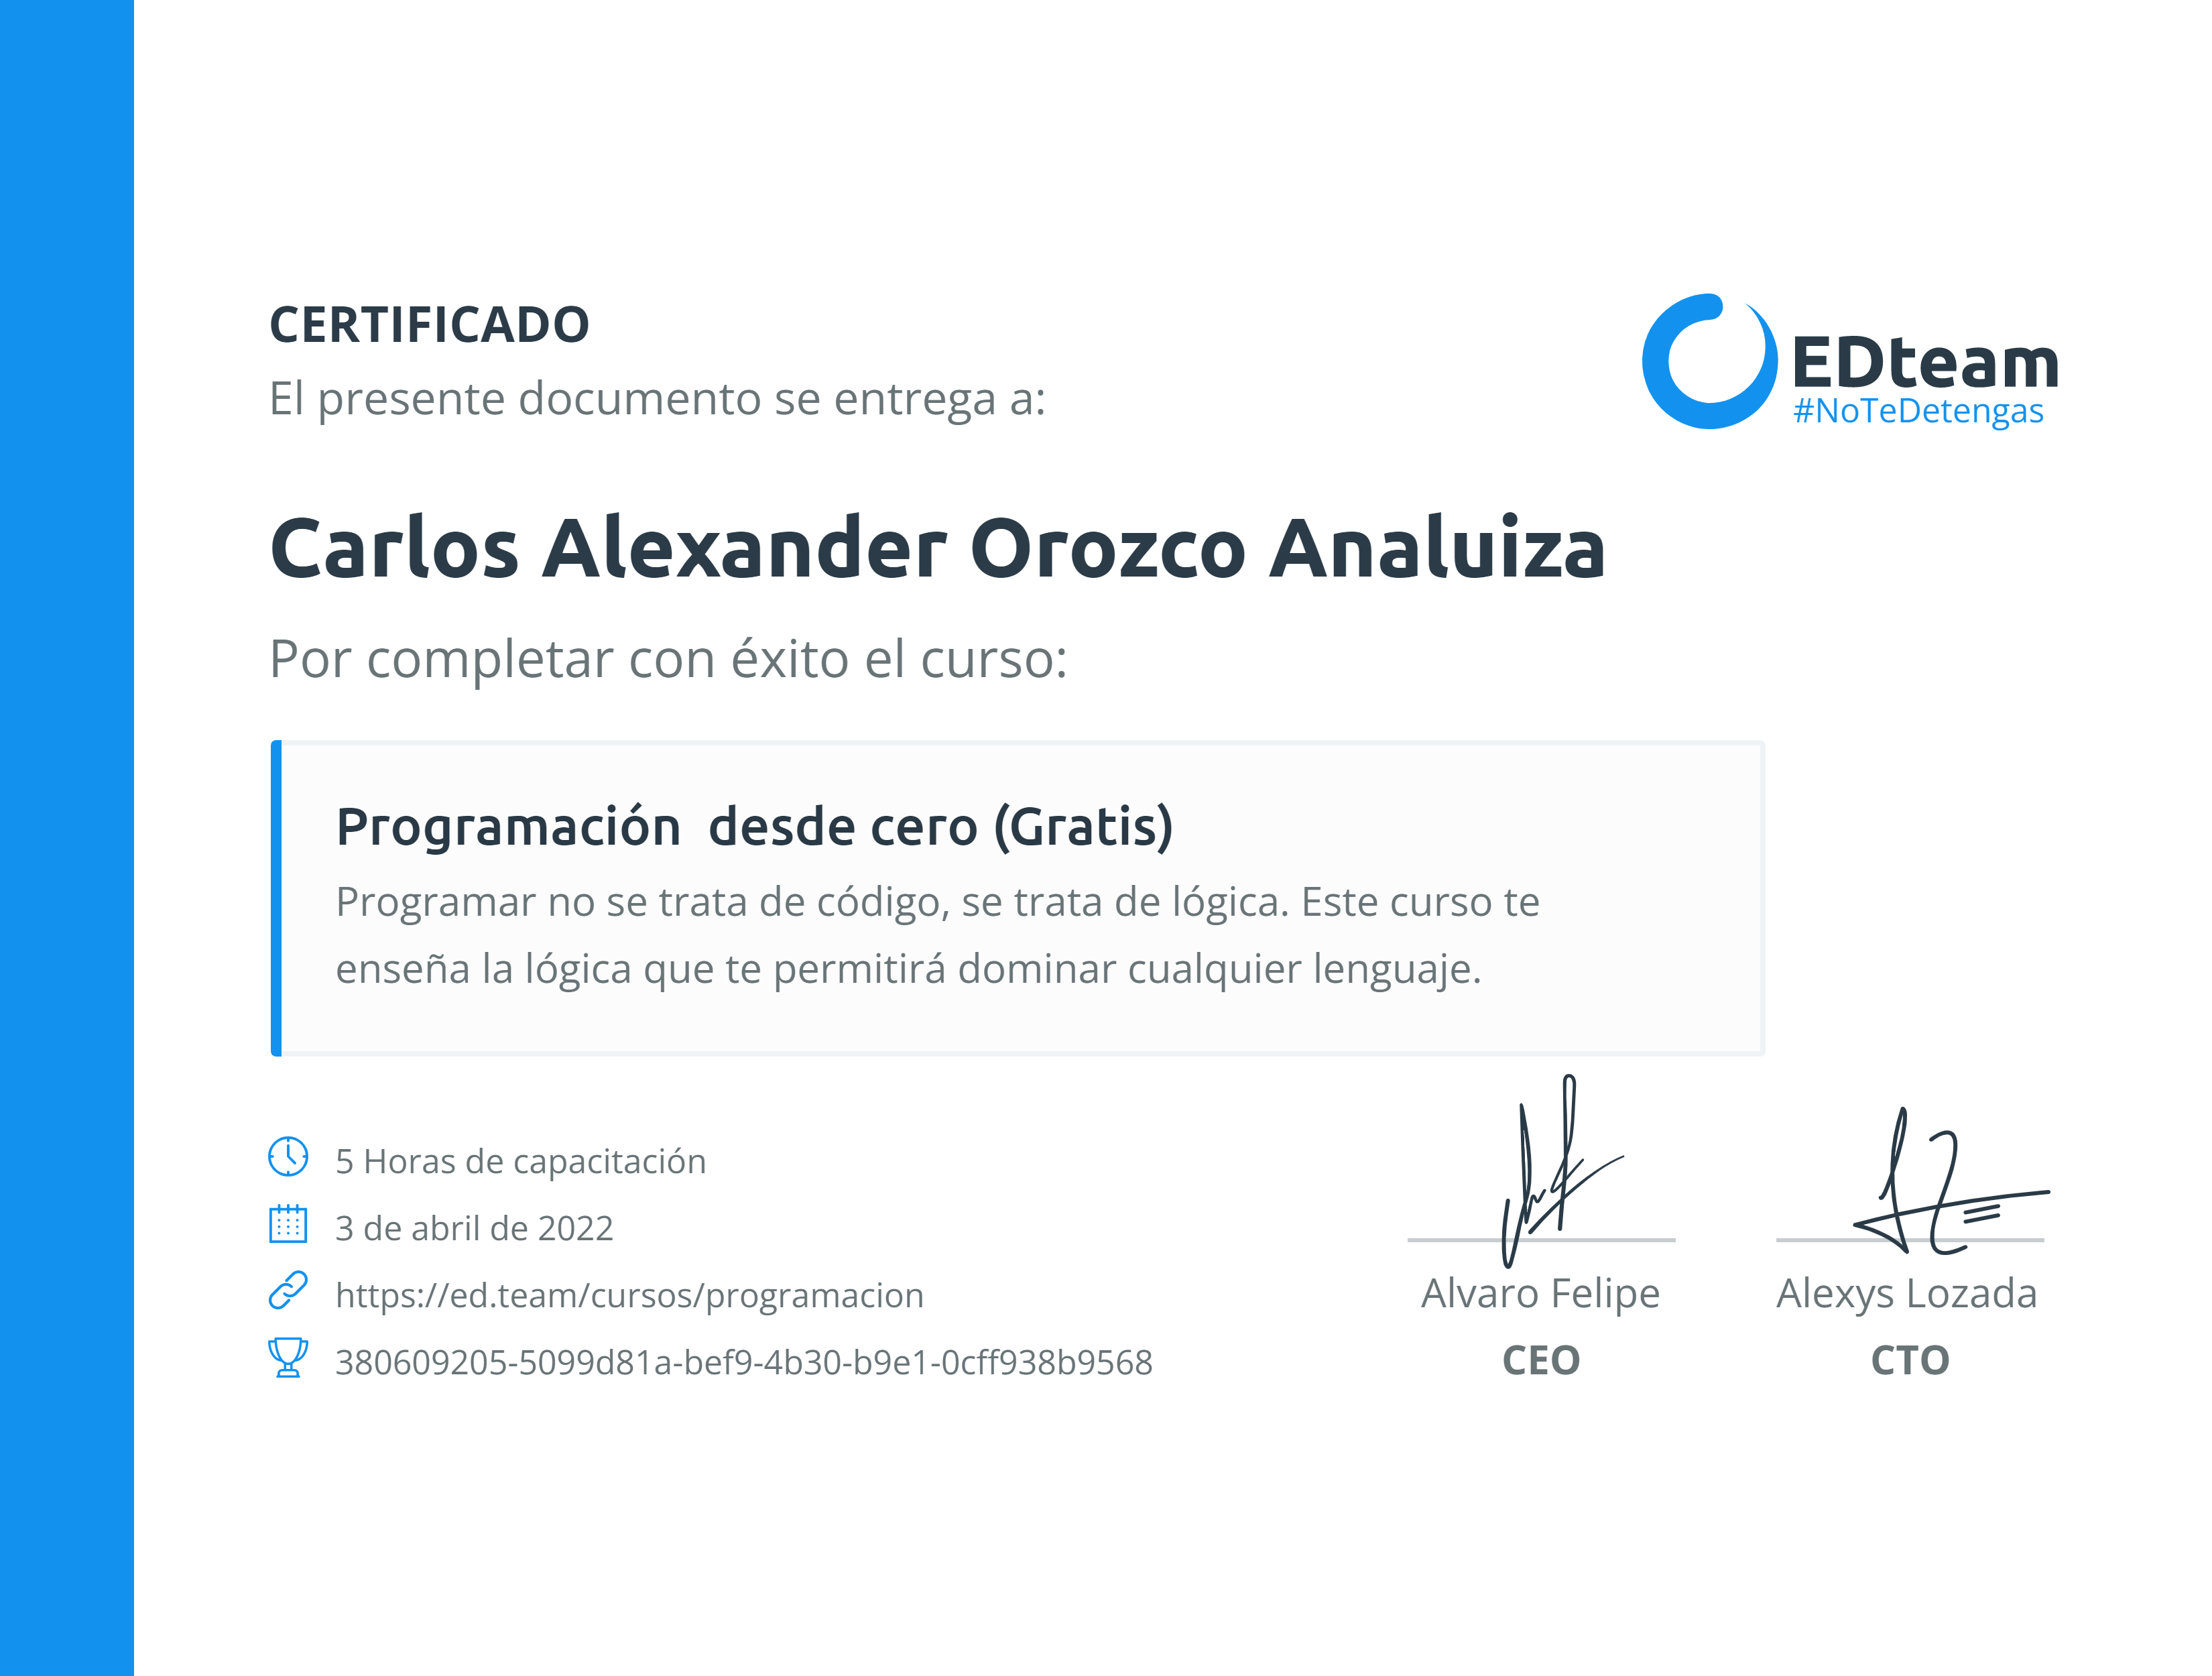 CERTIFICADO
El presente documento se entrega a:
EDteam
#NoTeDetengas
Carlos Alexander Orozco Analuiza
Por completar con éxito el curso:
Programación  desde cero (Gratis)
Programar no se trata de código, se trata de lógica. Este curso te
enseña la lógica que te permitirá dominar cualquier lenguaje.
5 Horas de capacitación
3 de abril de 2022
https://ed.team/cursos/programacion
380609205-5099d81a-bef9-4b30-b9e1-0cff938b9568
Alvaro Felipe
CEO
Alexys Lozada
CTO